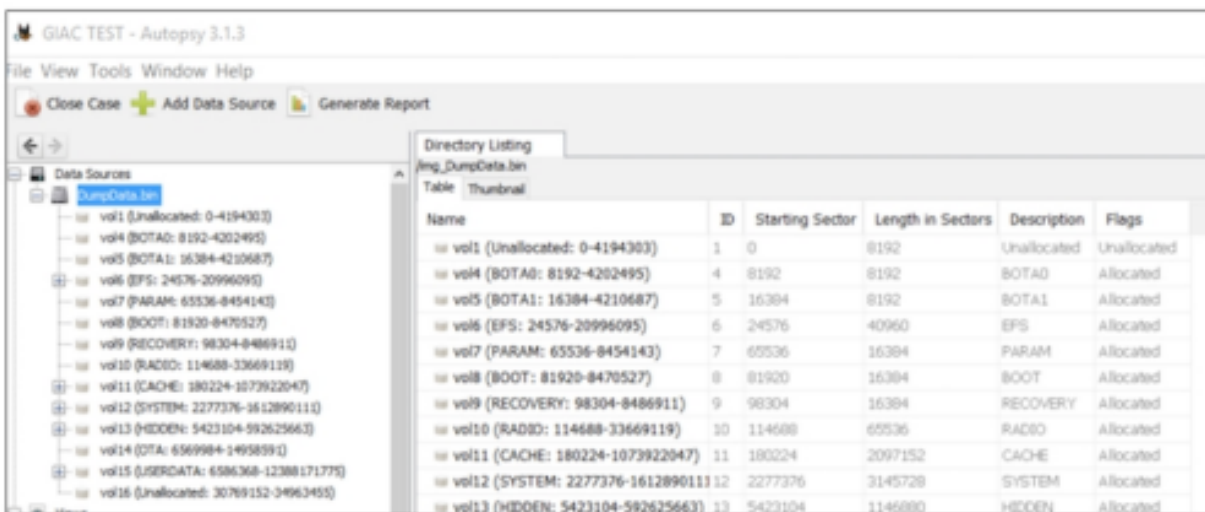 GIAC TEST - Autopsy 3.1.3
File View Tools Window Help
Close Case Add Data Source Generate Report
Data Sources
DumpData.bin
vol1 (Unallocated: 0-4194303)
vol4 (BOTA0: 8192-4202495)
vol5 (BOTA1: 16384-4210687)
vol6 (EFS: 24576-20996095)
vol7 (PARAM: 65536-8454143)
vol8 (BOOT: 81920-8470527)
vol9 (RECOVERY: 98304-8486911)
vol10 (RADIO: 114688-33669119)
vol11 (CACHE: 180224-1073922047)
vol12 (SYSTEM: 2277376-1612890111)
vol13 (HIDDEN: 5423104-592625663)
vol14 (OTA: 6569984-14958591)
vol15 (USERDATA: 6586368-12388171775)
vol16 (Unallocated: 30769152-34963455)
Views
Directory Listing
/img_DumpData.bin
Table Thumbnail
Name ID Starting Sector Length in Sectors Description Flags
vol1 (Unallocated: 0-4194303) 1 0 8192 Unallocated Unallocated
vol4 (BOTA0: 8192-4202495) 4 8192 8192 BOTA0 Allocated
vol5 (BOTA1: 16384-4210687) 5 16384 8192 BOTA1 Allocated
vol6 (EFS: 24576-20996095) 6 24576 40960 EFS Allocated
vol7 (PARAM: 65536-8454143) 7 65536 16384 PARAM Allocated
vol8 (BOOT: 81920-8470527) 8 81920 16384 BOOT Allocated
vol9 (RECOVERY: 98304-8486911) 9 98304 16384 RECOVERY Allocated
vol10 (RADIO: 114688-33669119) 10 114688 65536 RADIO Allocated
vol11 (CACHE: 180224-1073922047) 11 180224 2097152 CACHE Allocated
vol12 (SYSTEM: 2277376-1612890111 12 2277376 3145728 SYSTEM Allocated
vol13 (HIDDEN: 5423104-592625663) 13 5423104 1146880 HIDDEN Allocated